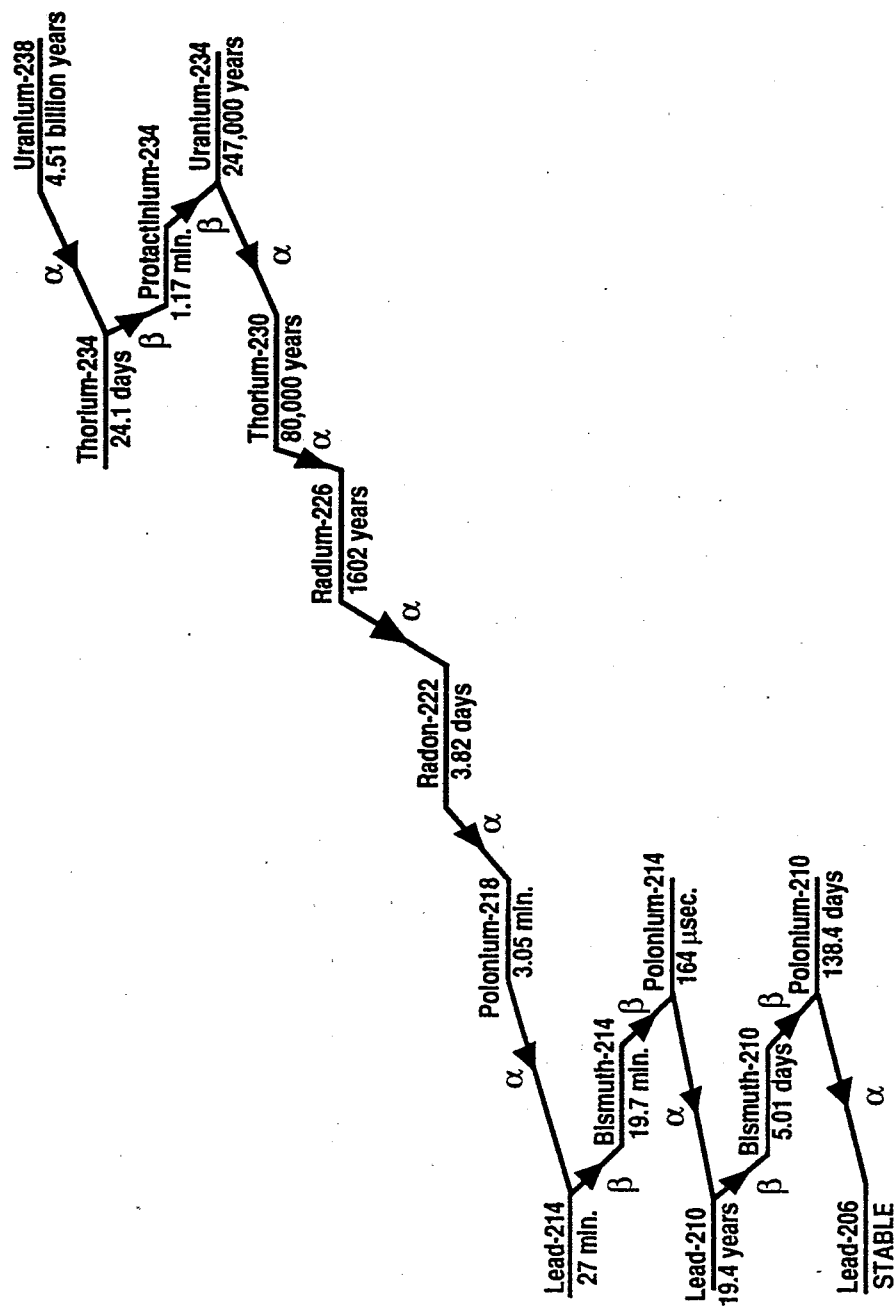 Uranium-238
4.51 billion years
α
Thorium-234
24.1 days
β
Protactinium-234
1.17 min.
β
Uranium-234
247,000 years
α
Thorium-230
80,000 years
α
Radium-226
1602 years
α
Radon-222
3.82 days
α
Polonium-218
3.05 min.
α
Lead-214
27 min.
β
Bismuth-214
19.7 min.
β
Polonium-214
164 μsec.
α
Lead-210
19.4 years
β
Bismuth-210
5.01 days
β
Polonium-210
138.4 days
α
Lead-206
STABLE